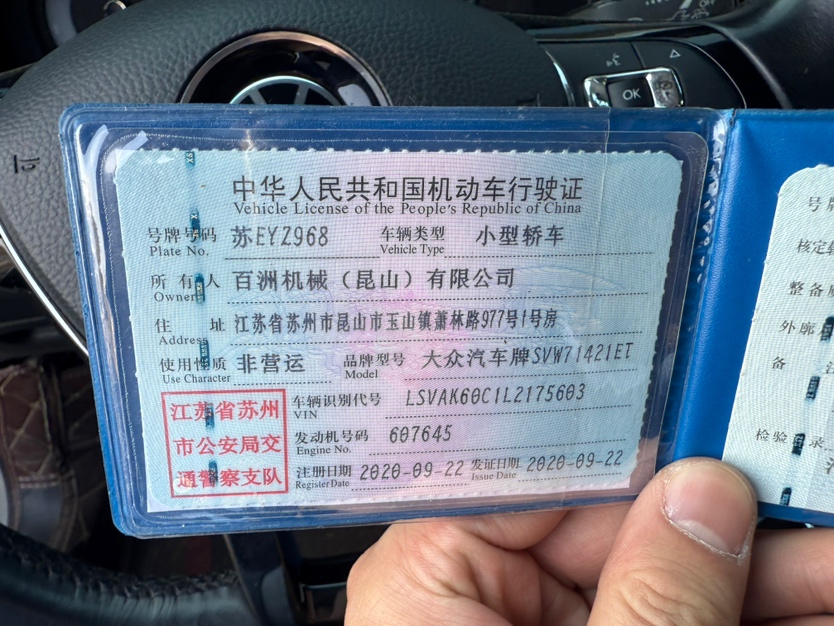 中华人民共和国机动车行驶证
Vehicle License of the People's Republic of China
号牌号码 苏EYZ968 车辆类型 小型轿车
Plate No. Vehicle Type
所有人 百洲机械（昆山）有限公司
Owner
住址 江苏省苏州市昆山市玉山镇萧林路977号1号房
Address
使用性质 非营运 品牌型号 大众汽车牌SVW71421ET
Use Character Model
江苏省苏州
市公安局交
通警察支队
车辆识别代号 LSVAK60C1L2175603
VIN
发动机号码 607645
Engine No.
注册日期 2020-09-22 发证日期 2020-09-22
Register Date Issue Date
OK
号牌
核定
整备
外廓
备
检验 录